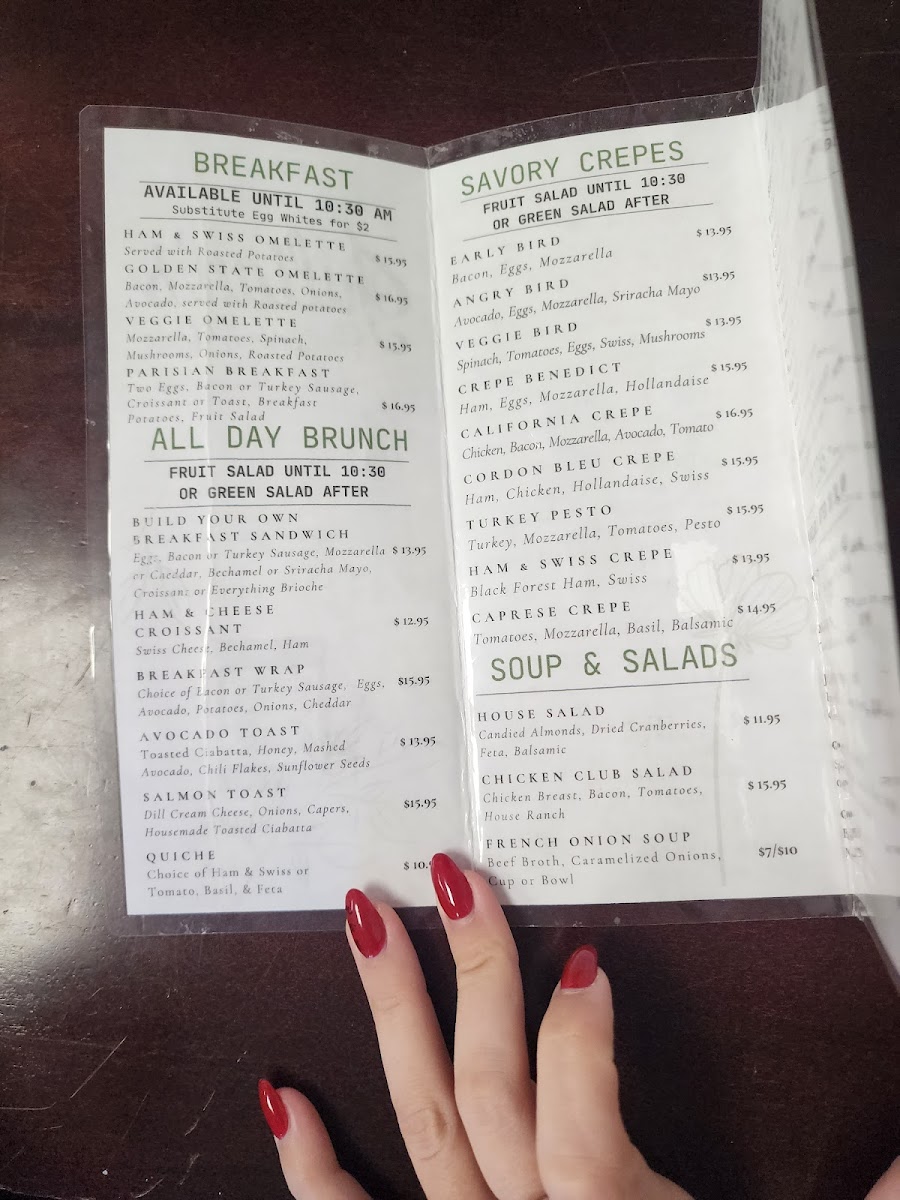 BREAKFAST
AVAILABLE UNTIL 10:30 AM
Substitute Egg Whites for $2
HAM & SWISS OMELETTE
Served with Roasted Potatoes
$ 15.95
GOLDEN STATE OMELETTE
Bacon, Mozzarella, Tomatoes, Onions,
Avocado, served with Roasted potatoes
$ 16.95
VEGGIE OMELETTE
Mozzarella, Tomatoes, Spinach,
Mushrooms, Onions, Roasted Potatoes
$ 15.95
PARISIAN BREAKFAST
Two Eggs, Bacon or Turkey Sausage,
Croissant or Toast, Breakfast
Potatoes, Fruit Salad
$ 16.95
ALL DAY BRUNCH
FRUIT SALAD UNTIL 10:30
OR GREEN SALAD AFTER
BUILD YOUR OWN
BREAKFAST SANDWICH
Eggs, Bacon or Turkey Sausage, Mozzarella $ 13.95
or Cheddar, Bechamel or Sriracha Mayo,
Croissant or Everything Brioche
HAM & CHEESE
CROISSANT
$ 12.95
Swiss Cheese, Bechamel, Ham
BREAKFAST WRAP
Choice of Bacon or Turkey Sausage, Eggs, $15.95
Avocado, Potatoes, Onions, Cheddar
AVOCADO TOAST
Toasted Ciabatta, Honey, Mashed $ 13.95
Avocado, Chili Flakes, Sunflower Seeds
SALMON TOAST
Dill Cream Cheese, Onions, Capers, $15.95
Housemade Toasted Ciabatta
QUICHE
Choice of Ham & Swiss or
Tomato, Basil, & Feta
SAVORY CREPES
FRUIT SALAD UNTIL 10:30
OR GREEN SALAD AFTER
EARLY BIRD $ 13.95
Bacon, Eggs, Mozzarella
ANGRY BIRD $13.95
Avocado, Eggs, Mozzarella, Sriracha Mayo
VEGGIE BIRD $ 13.95
Spinach, Tomatoes, Eggs, Swiss, Mushrooms
CREPE BENEDICT $ 15.95
Ham, Eggs, Mozzarella, Hollandaise
CALIFORNIA CREPE $ 16.95
Chicken, Bacon, Mozzarella, Avocado, Tomato
CORDON BLEU CREPE $ 15.95
Ham, Chicken, Hollandaise, Swiss
TURKEY PESTO $ 15.95
Turkey, Mozzarella, Tomatoes, Pesto
HAM & SWISS CREPE $ 13.95
Black Forest Ham, Swiss
CAPRESE CREPE $ 14.95
Tomatoes, Mozzarella, Basil, Balsamic
SOUP & SALADS
HOUSE SALAD $ 11.95
Candied Almonds, Dried Cranberries,
Feta, Balsamic
CHICKEN CLUB SALAD $ 15.95
Chicken Breast, Bacon, Tomatoes,
House Ranch
FRENCH ONION SOUP $7/$10
Beef Broth, Caramelized Onions,
Cup or Bowl